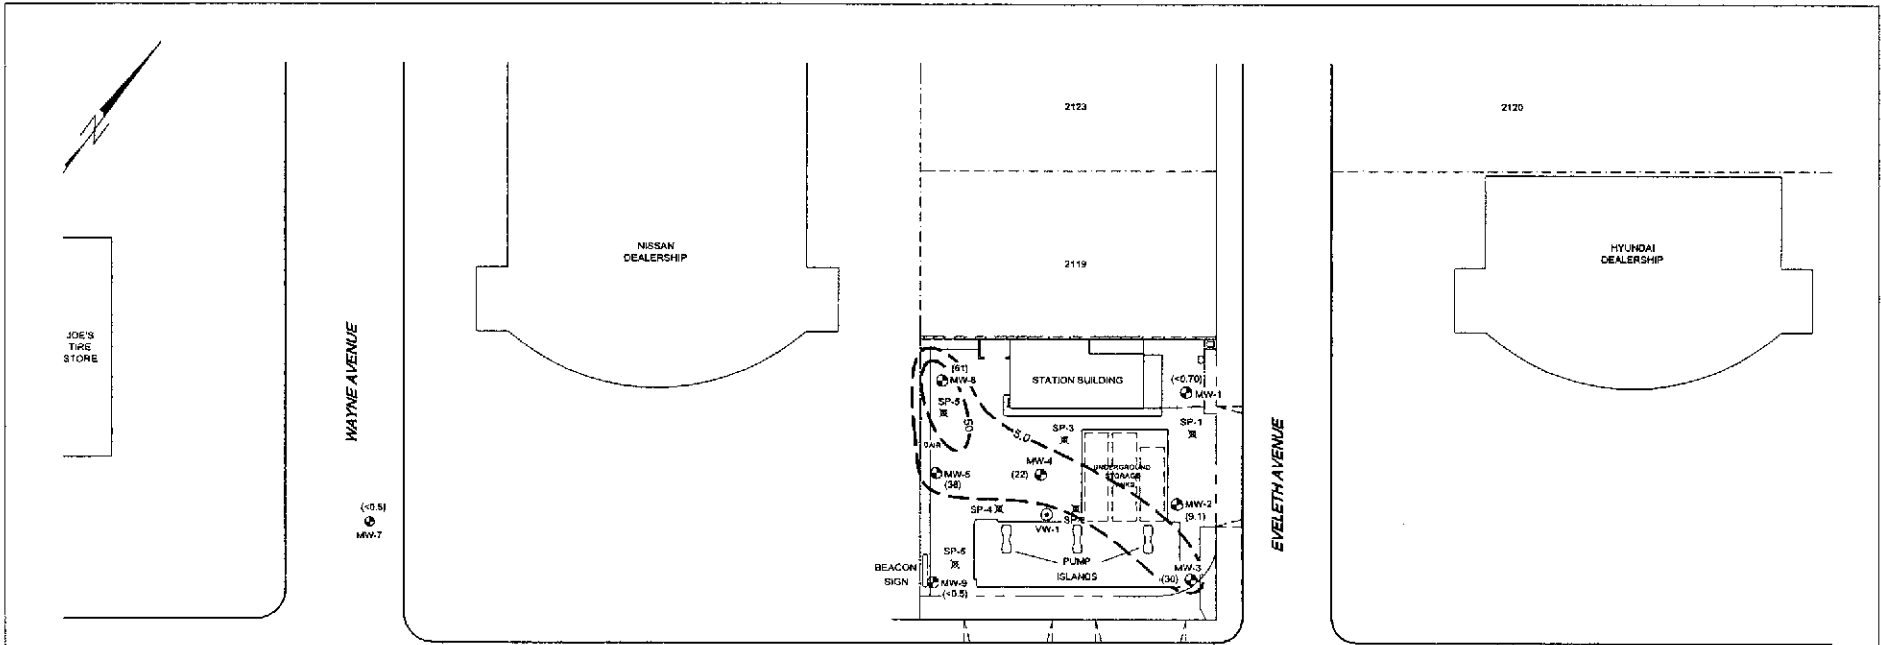 2123
2120
NISSAN
DEALERSHIP
2119
HYUNDAI
DEALERSHIP
JOE'S
TIRE
STORE
WAYNE AVENUE
(61)
MW-8
STATION BUILDING
(<0.70)
MW-1
SP-5
50
5.0
SP-3
SP-1
AIR
MW-5
(38)
MW-4
(22)
UNDERGROUND
STORAGE
TANKS
MW-2
(9.1)
EVELETH AVENUE
(<0.5)
MW-7
SP-4
VW-1
BEACON
SIGN
SP-6
MW-9
(<0.5)
PUMP
ISLANDS
MW-3
(30)